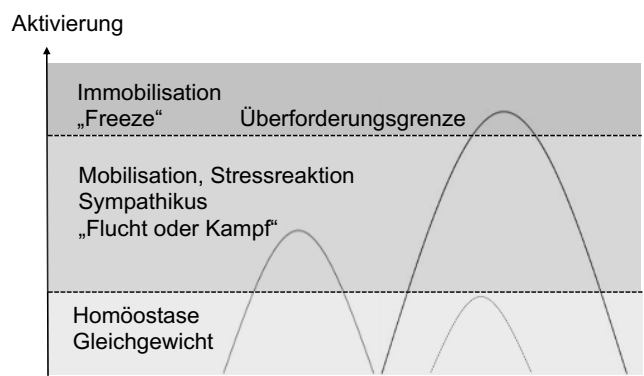 Aktivierung
Immobilisation
„Freeze“
Überforderungsgrenze
Mobilisation, Stressreaktion
Sympathikus
„Flucht oder Kampf“
Homöostase
Gleichgewicht